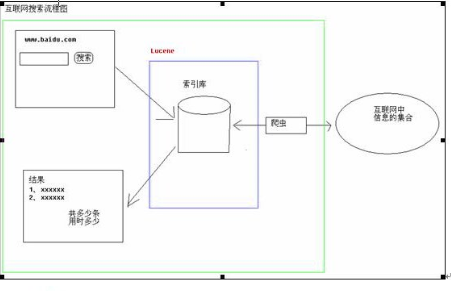 互联网搜索流程图
www.baidu.com
搜索
Lucene
索引库
爬虫
互联网中
信息的集合
结果
1、xxxxxx
2、xxxxxx
共多少条
用时多少